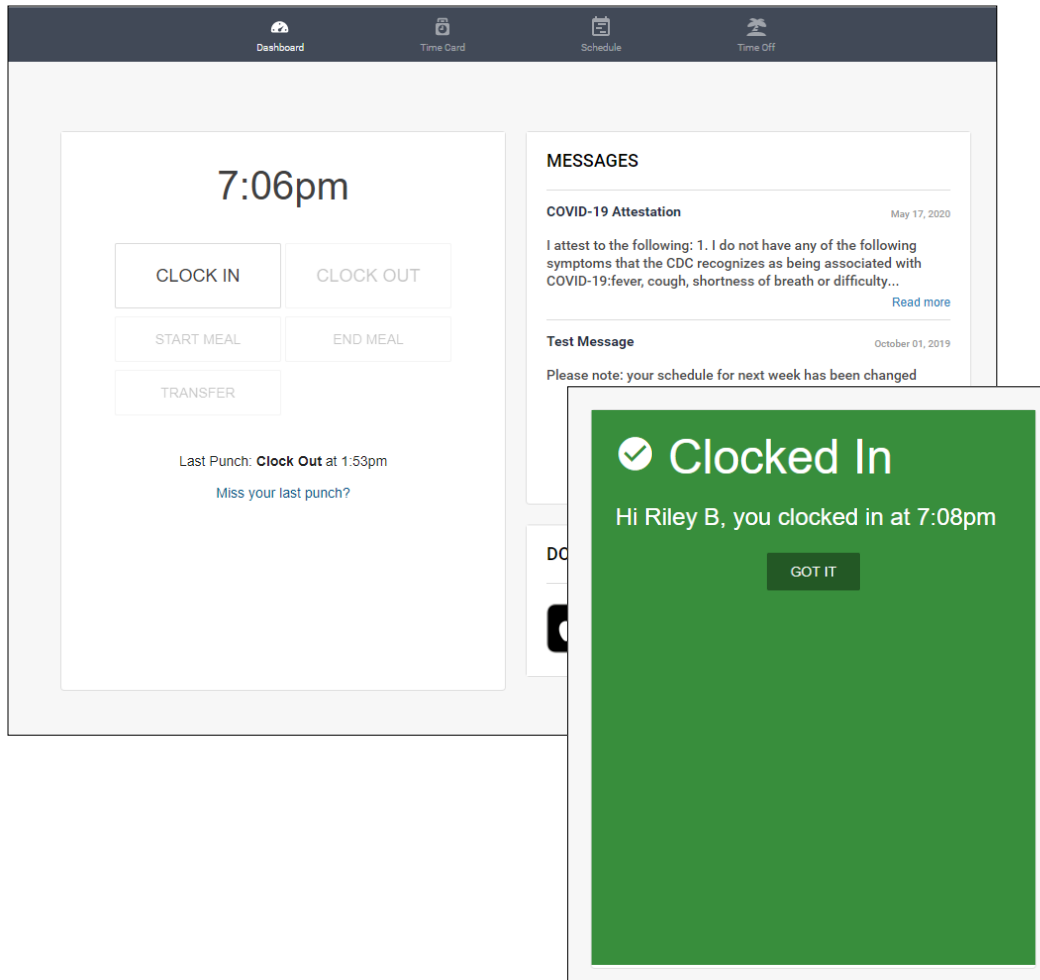 Dashboard
Time Card
Schedule
Time Off
7:06pm
CLOCK IN
CLOCK OUT
START MEAL
END MEAL
TRANSFER
Last Punch: Clock Out at 1:53pm
Miss your last punch?
MESSAGES
COVID-19 Attestation
May 17, 2020
I attest to the following: 1. I do not have any of the following
symptoms that the CDC recognizes as being associated with
COVID-19:fever, cough, shortness of breath or difficulty...
Read more
Test Message
October 01, 2019
Please note: your schedule for next week has been changed
DO
Clocked In
Hi Riley B, you clocked in at 7:08pm
GOT IT